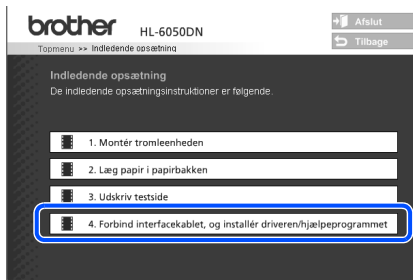 brother HL-6050DN
Afslut
Tilbage
Topmenu >> Indledende opsætning
Indledende opsætning
De indledende opsætningsinstruktioner er følgende.
1. Montér tromleenheden
2. Læg papir i papirbakken
3. Udskriv testside
4. Forbind interfacekablet, og installér driveren/hjælpeprogrammet